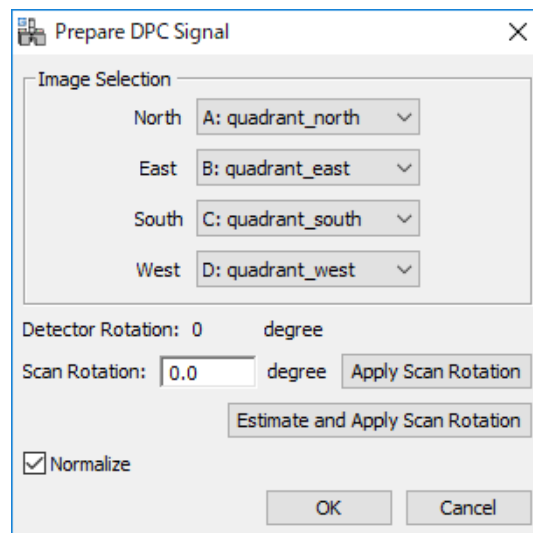 Prepare DPC Signal
Image Selection
North A: quadrant_north
East B: quadrant_east
South C: quadrant_south
West D: quadrant_west
Detector Rotation: 0 degree
Scan Rotation: 0.0 degree Apply Scan Rotation
Estimate and Apply Scan Rotation
Normalize
OK Cancel